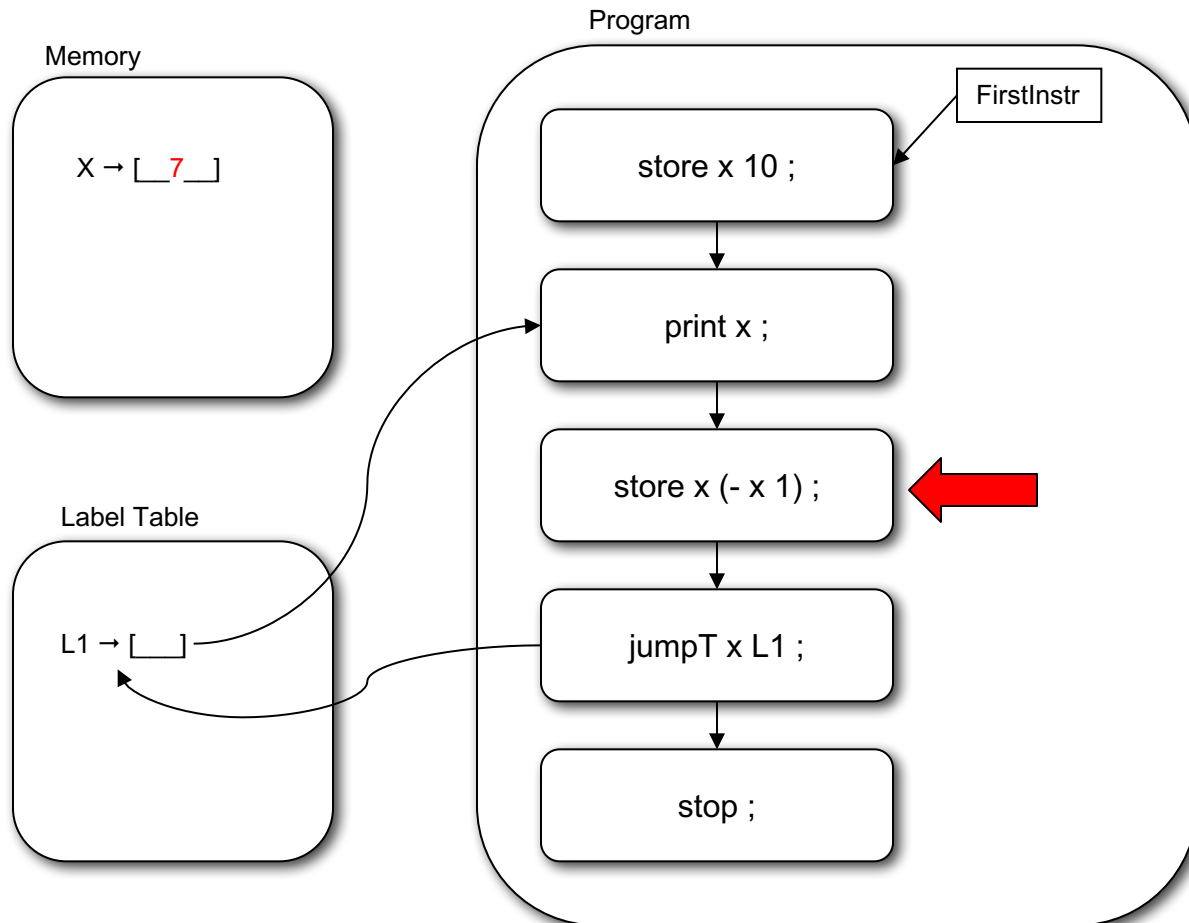 Program
Memory
FirstInstr
X → [__7__]
store x 10 ;
print x ;
store x (- x 1) ;
Label Table
L1 → [___]
jumpT x L1 ;
stop ;